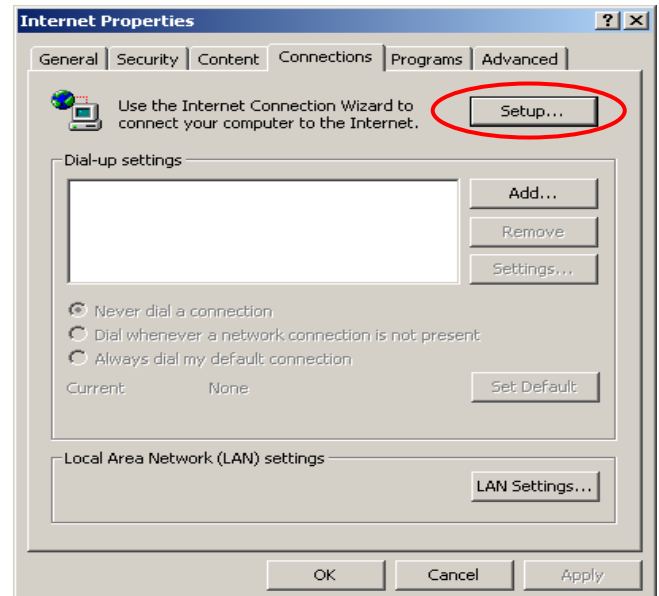 Internet Properties
General Security Content Connections Programs Advanced
Use the Internet Connection Wizard to
connect your computer to the Internet.
Setup...
Dial-up settings
Add...
Remove
Settings...
Never dial a connection
Dial whenever a network connection is not present
Always dial my default connection
Current None
Set Default
Local Area Network (LAN) settings
LAN Settings...
OK Cancel Apply